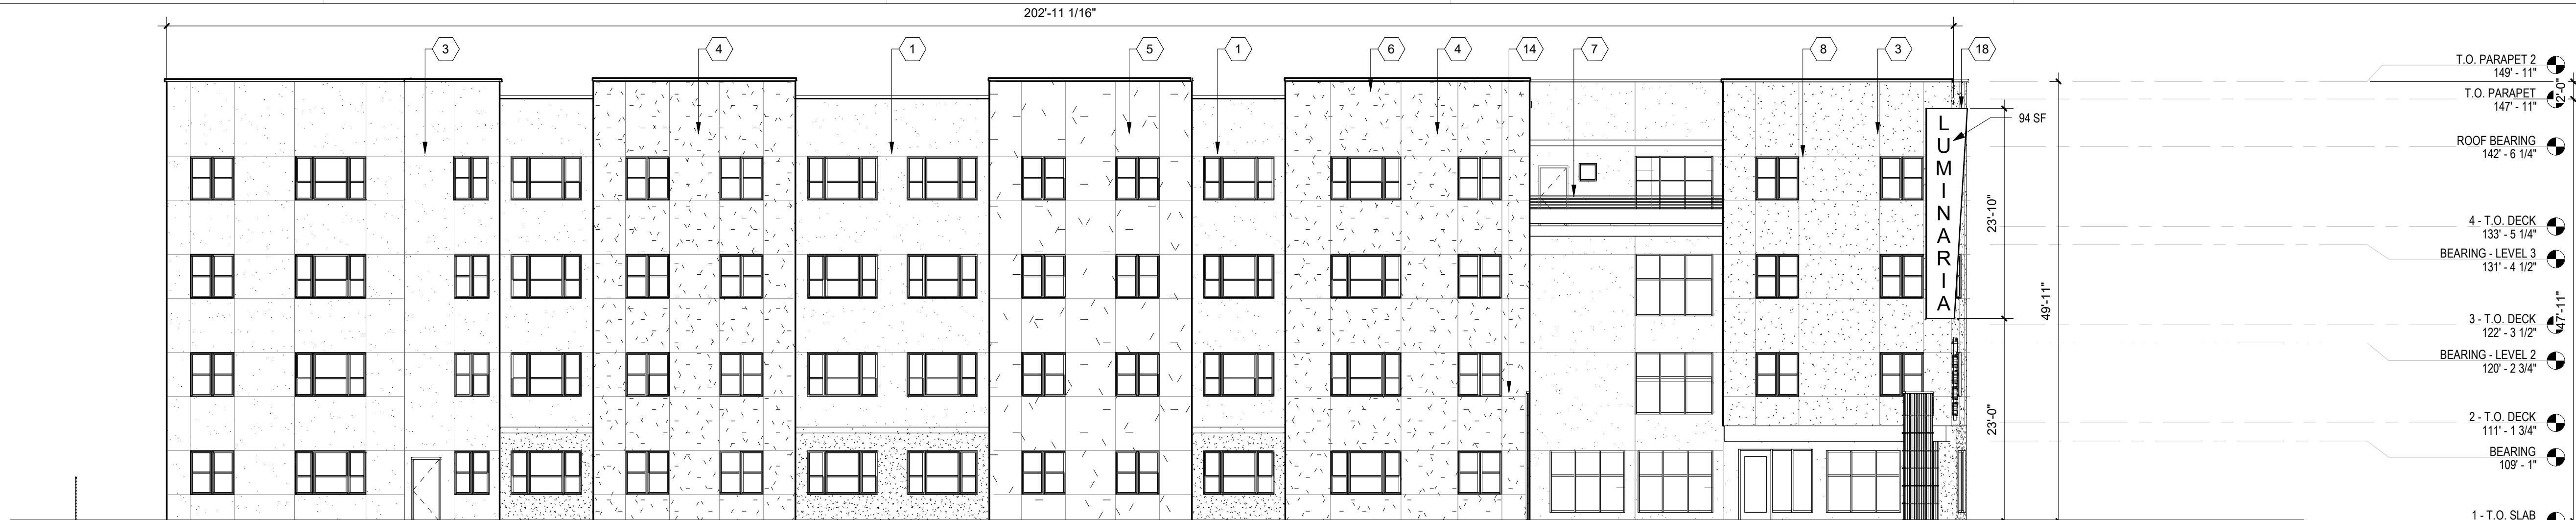 202'-11 1/16"
3
4
1
5
1
6
4
14
7
8
3
18
94 SF
LUMINARIA
23'-10"
23'-0"
49'-11"
2'-0"
47'-11"
T.O. PARAPET 2
149' - 11"
T.O. PARAPET
147' - 11"
ROOF BEARING
142' - 6 1/4"
4 - T.O. DECK
133' - 5 1/4"
BEARING - LEVEL 3
131' - 4 1/2"
3 - T.O. DECK
122' - 3 1/2"
BEARING - LEVEL 2
120' - 2 3/4"
2 - T.O. DECK
111' - 1 3/4"
BEARING
109' - 1"
1 - T.O. SLAB